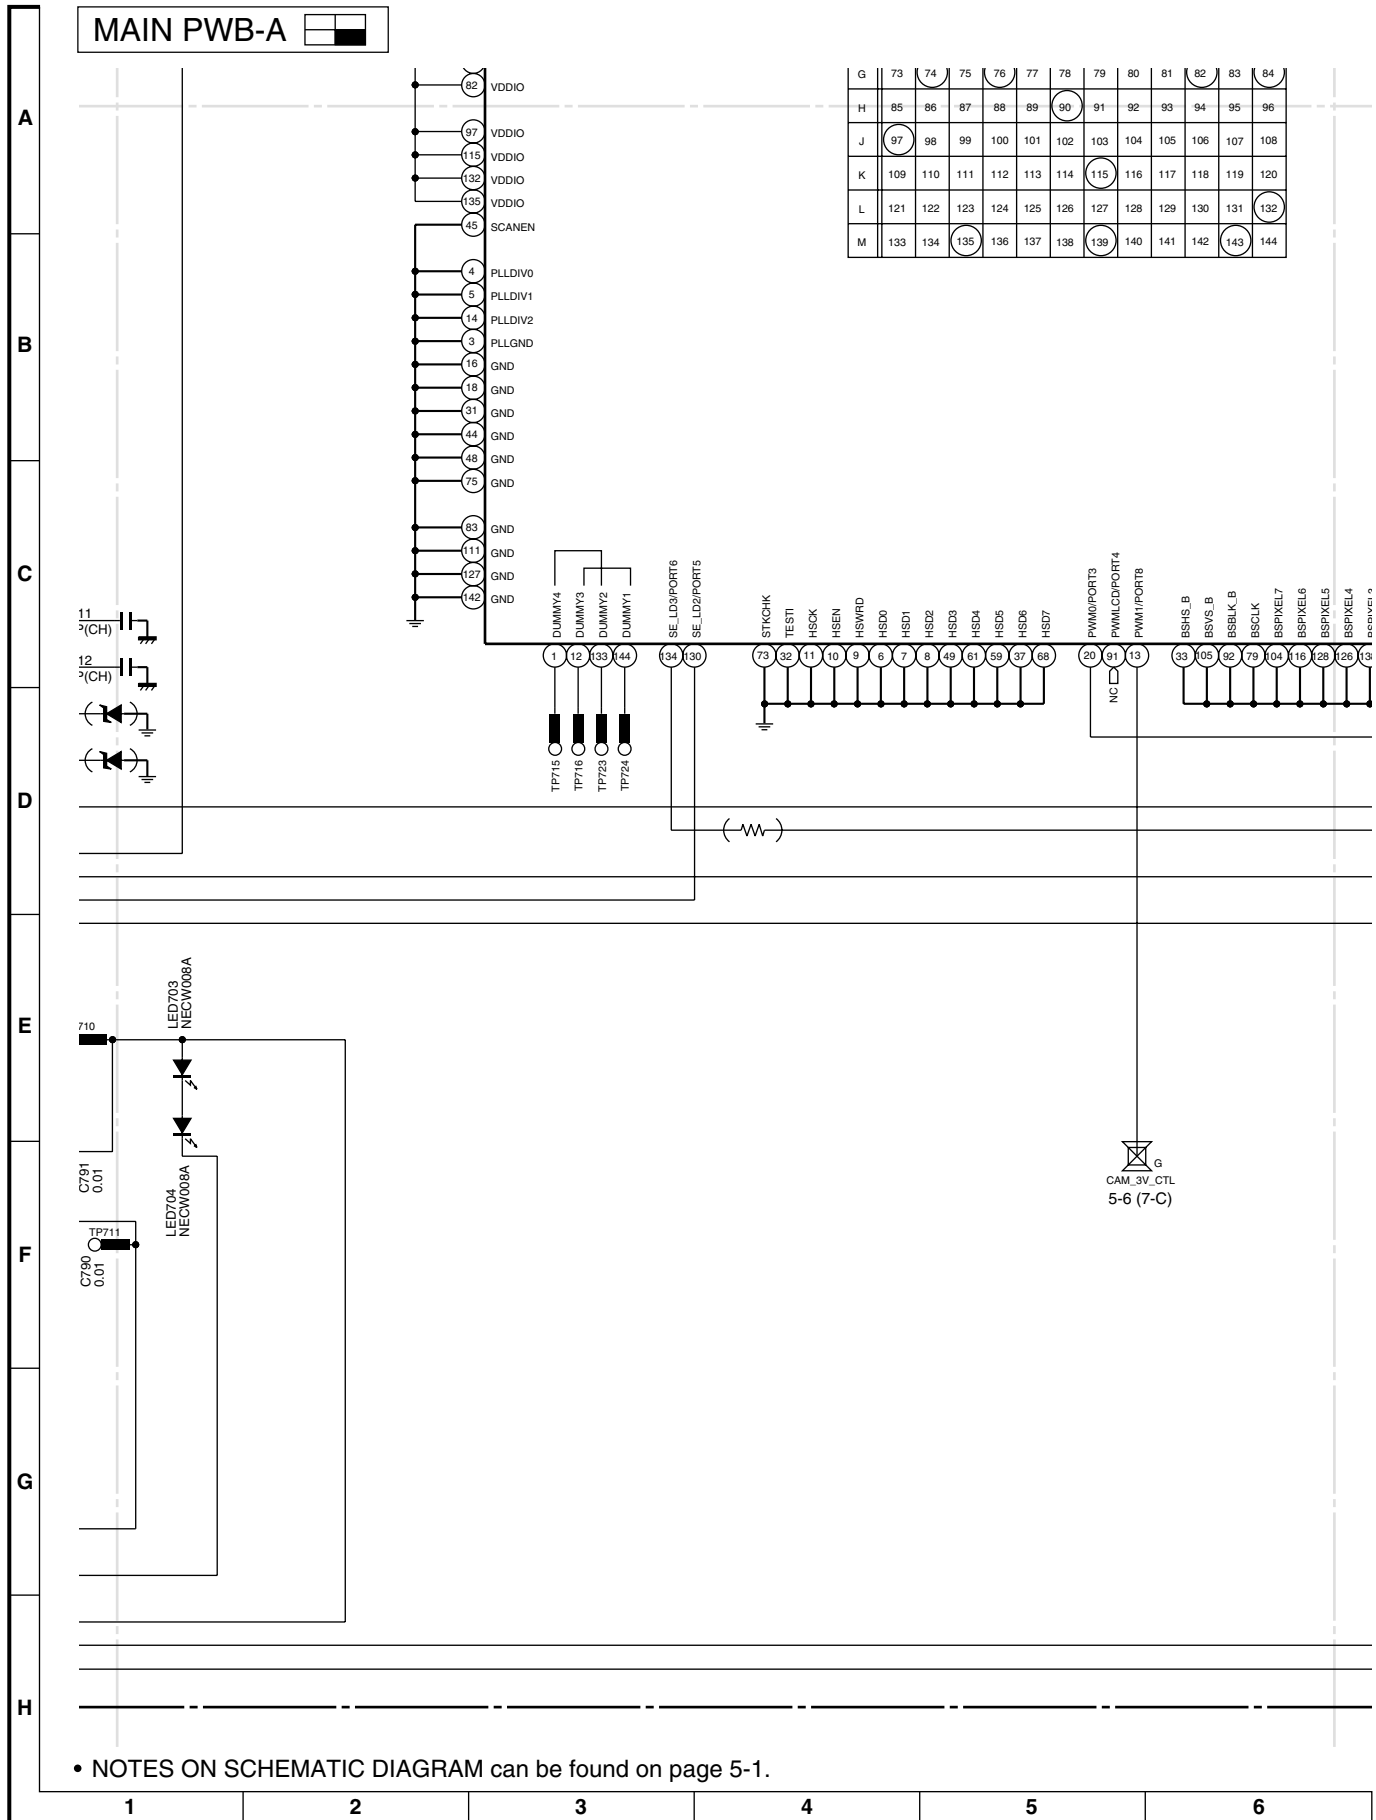 MAIN PWB-A
A
B
C
D
E
F
G
H
82 VDDIO
97 VDDIO
115 VDDIO
132 VDDIO
135 VDDIO
45 SCANEN
4 PLLDIV0
5 PLLDIV1
14 PLLDIV2
3 PLLGND
16 GND
18 GND
31 GND
44 GND
48 GND
75 GND
83 GND
111 GND
127 GND
142 GND
G 73 74 75 76 77 78 79 80 81 82 83 84
H 85 86 87 88 89 90 91 92 93 94 95 96
J 97 98 99 100 101 102 103 104 105 106 107 108
K 109 110 111 112 113 114 115 116 117 118 119 120
L 121 122 123 124 125 126 127 128 129 130 131 132
M 133 134 135 136 137 138 139 140 141 142 143 144
DUMMY4
DUMMY3
DUMMY2
DUMMY1
SE_LD3/PORT6
SE_LD2/PORT5
STKCHK
TESTI
HSCK
HSEN
HSWRD
HSD0
HSD1
HSD2
HSD3
HSD4
HSD5
HSD6
HSD7
PWM0/PORT3
PWMLCD/PORT4
PWM1/PORT8
BSHS_B
BSVS_B
BSBLK_B
BSCLK
BSPIXEL7
BSPIXEL6
BSPIXEL5
BSPIXEL4
1 12 133 144 134 130 73 32 11 10 9 6 7 8 49 61 59 37 68 20 91 13 33 105 92 79 104 116 128 126
NC
TP715
TP716
TP723
TP724
11
P(CH)
12
P(CH)
LED703
NECW008A
710
C791
0.01
LED704
NECW008A
TP711
C790
0.01
G
CAM_3V_CTL
5-6 (7-C)
• NOTES ON SCHEMATIC DIAGRAM can be found on page 5-1.
1 2 3 4 5 6